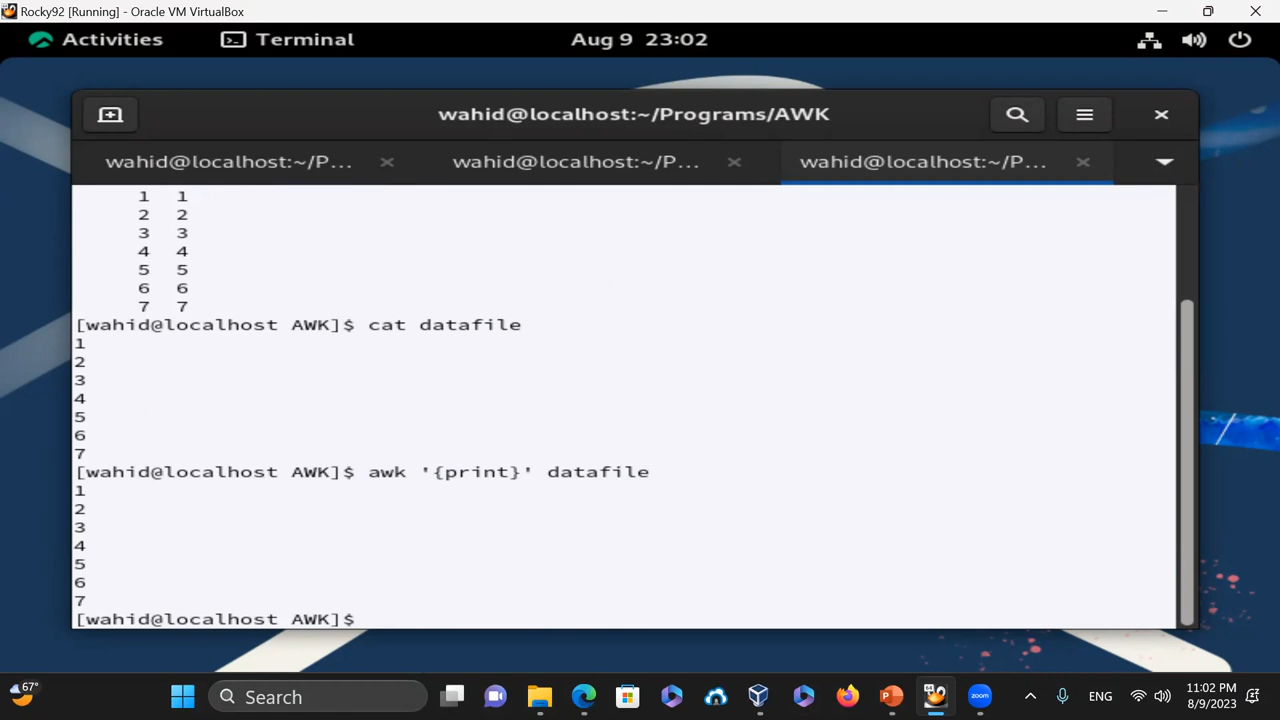 Rocky92 [Running] - Oracle VM VirtualBox
Activities Terminal Aug 9 23:02
wahid@localhost:~/Programs/AWK
wahid@localhost:~/P... wahid@localhost:~/P... wahid@localhost:~/P...
1 1
2 2
3 3
4 4
5 5
6 6
7 7
[wahid@localhost AWK]$ cat datafile
1
2
3
4
5
6
7
[wahid@localhost AWK]$ awk '{print}' datafile
1
2
3
4
5
6
7
[wahid@localhost AWK]$
67° Search ENG 11:02 PM
8/9/2023